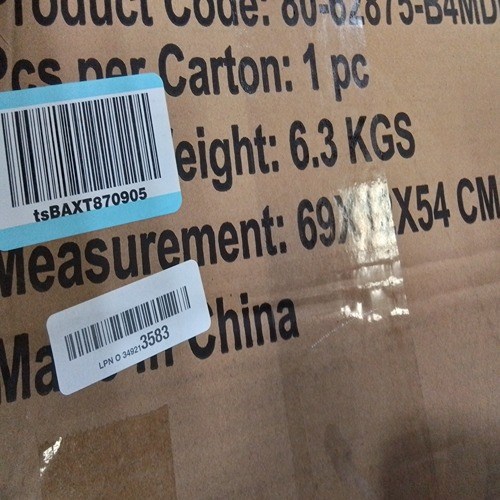 Product Code: 80-62875-B4MD
Pcs per Carton: 1 pc
eight: 6.3 KGS
tsBAXT870905
Measurement: 69X X54 CM
Made in China
LPN O 349213583